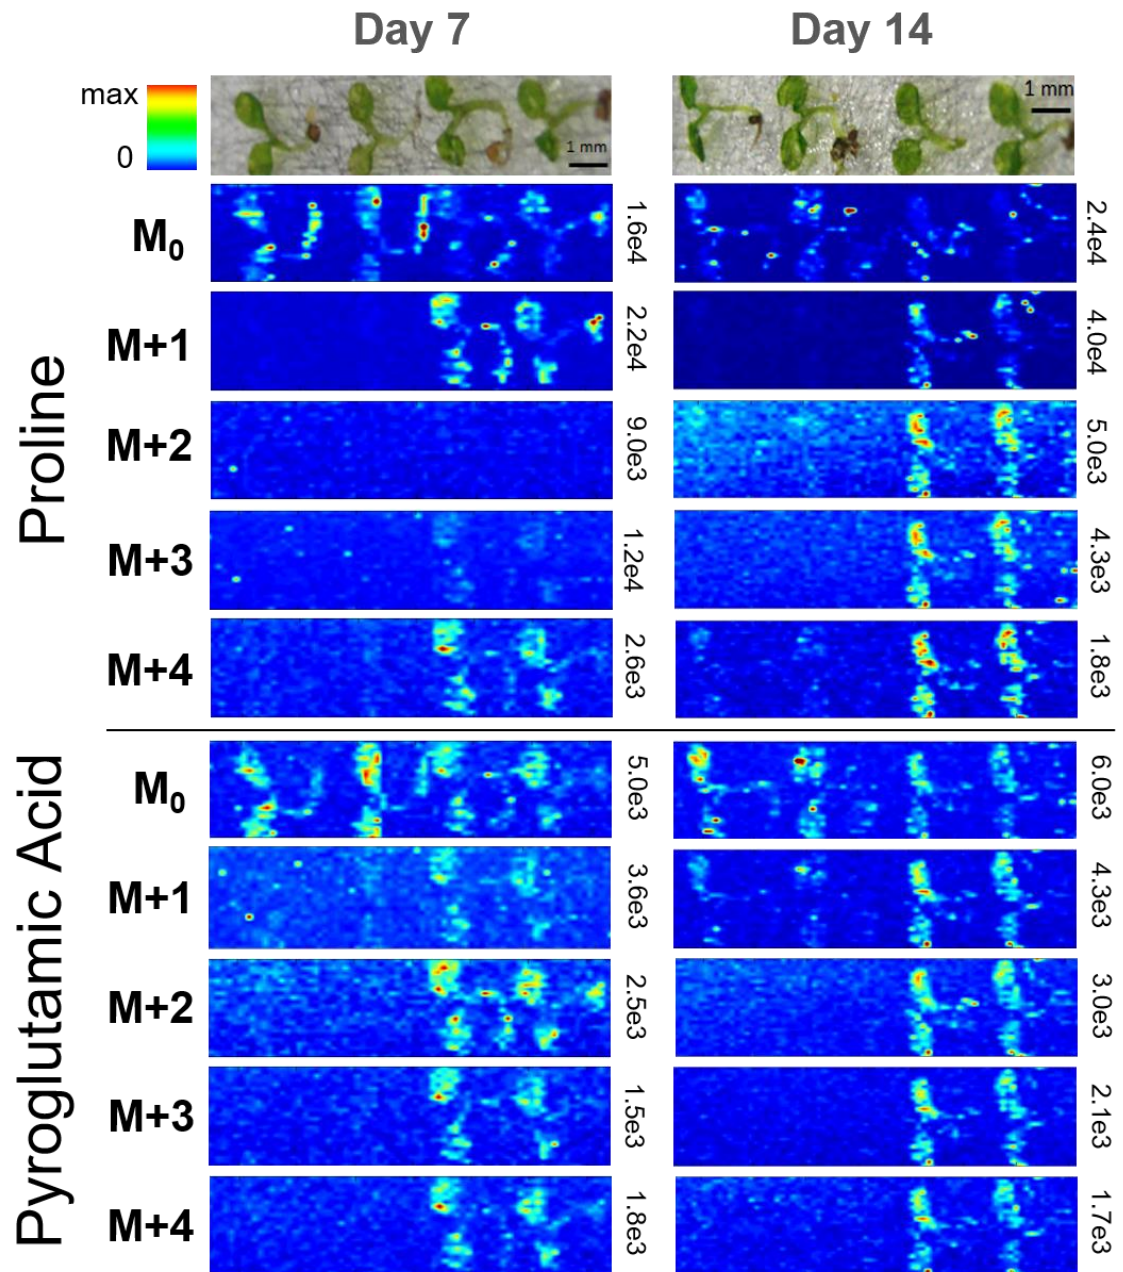 Day 7
Day 14
max
0
1 mm
1 mm
Proline
M0
1.6e4
2.4e4
M+1
2.2e4
4.0e4
M+2
9.0e3
5.0e3
M+3
1.2e4
4.3e3
M+4
2.6e3
1.8e3
Pyroglutamic Acid
M0
5.0e3
6.0e3
M+1
3.6e3
4.3e3
M+2
2.5e3
3.0e3
M+3
1.5e3
2.1e3
M+4
1.8e3
1.7e3